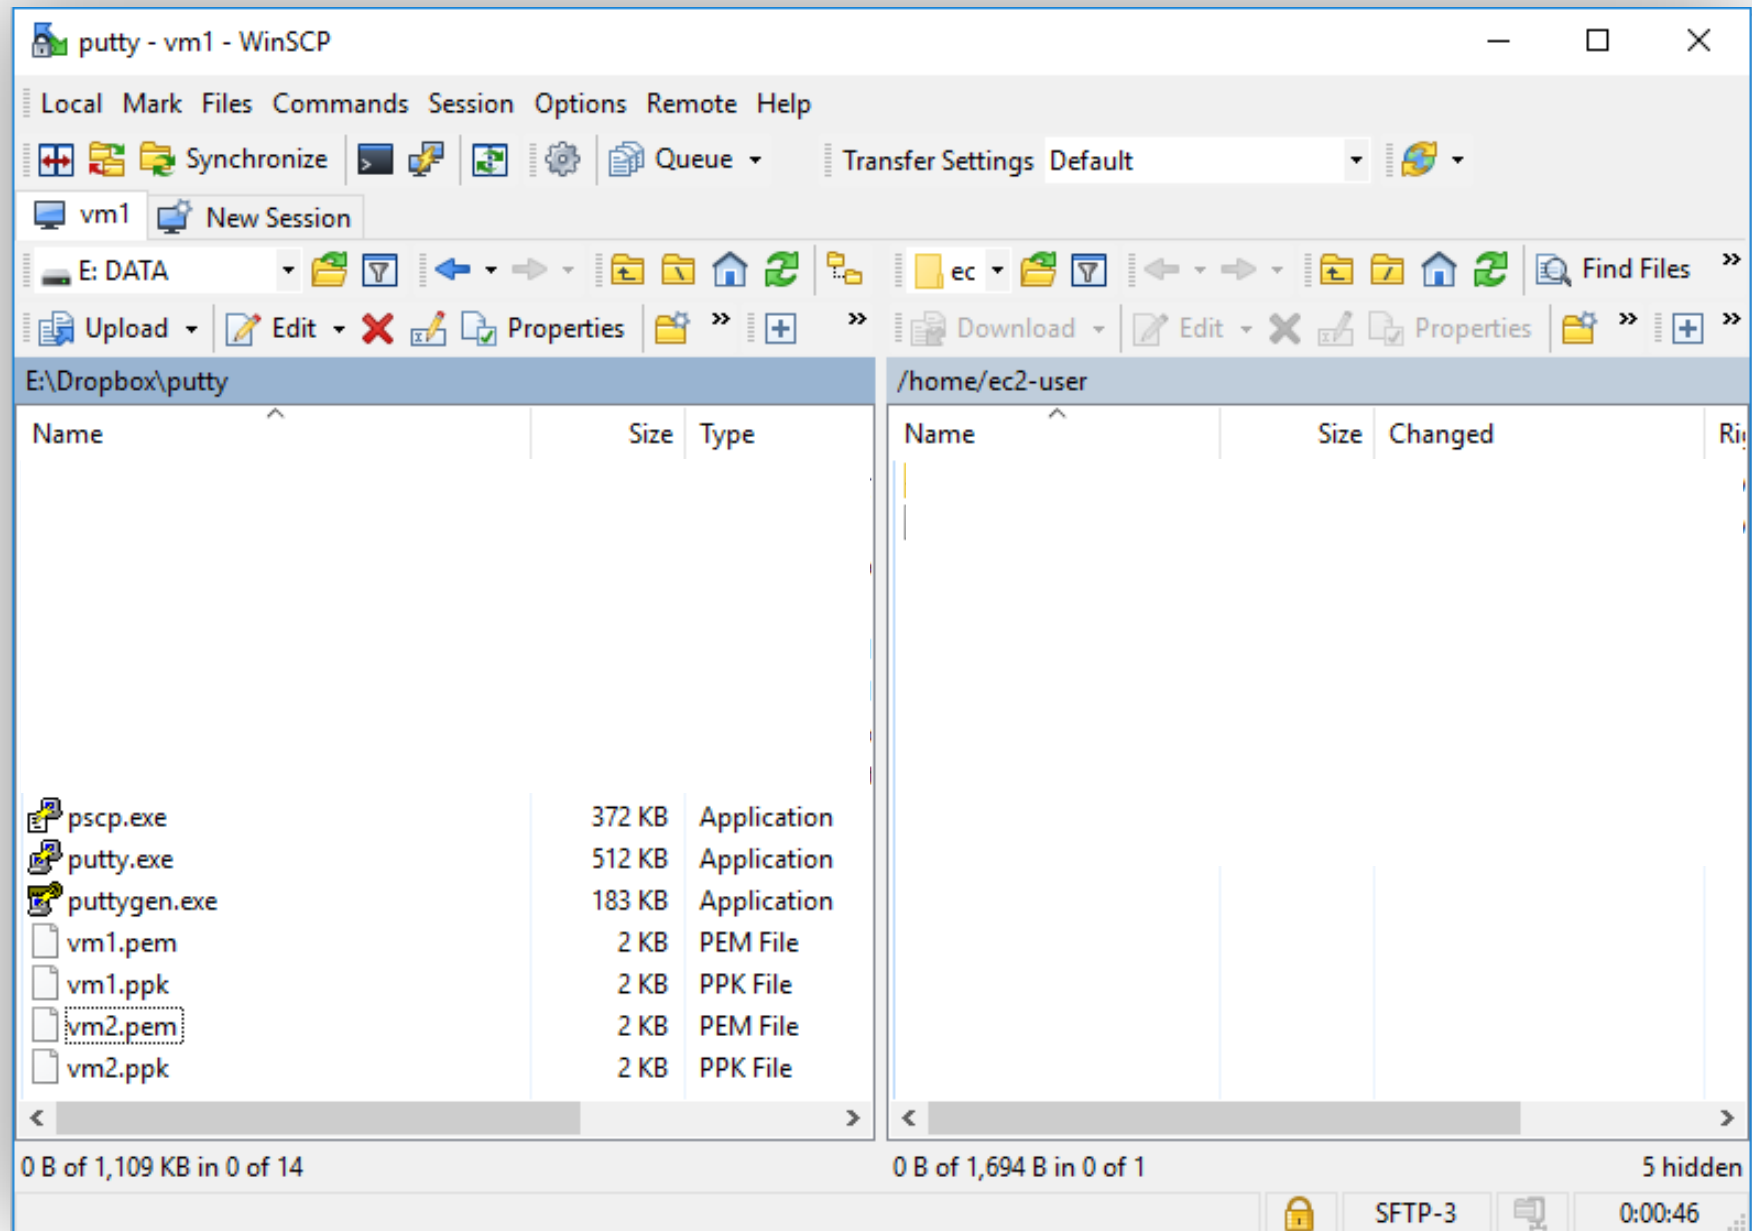 putty - vm1 - WinSCP
Local Mark Files Commands Session Options Remote Help
Synchronize Queue Transfer Settings Default
vm1 New Session
E: DATA ec Find Files
Upload Edit Properties Download Edit Properties
E:\Dropbox\putty /home/ec2-user
Name Size Type Name Size Changed
pscp.exe 372 KB Application
putty.exe 512 KB Application
puttygen.exe 183 KB Application
vm1.pem 2 KB PEM File
vm1.ppk 2 KB PPK File
vm2.pem 2 KB PEM File
vm2.ppk 2 KB PPK File
0 B of 1,109 KB in 0 of 14 0 B of 1,694 B in 0 of 1 5 hidden
SFTP-3 0:00:46